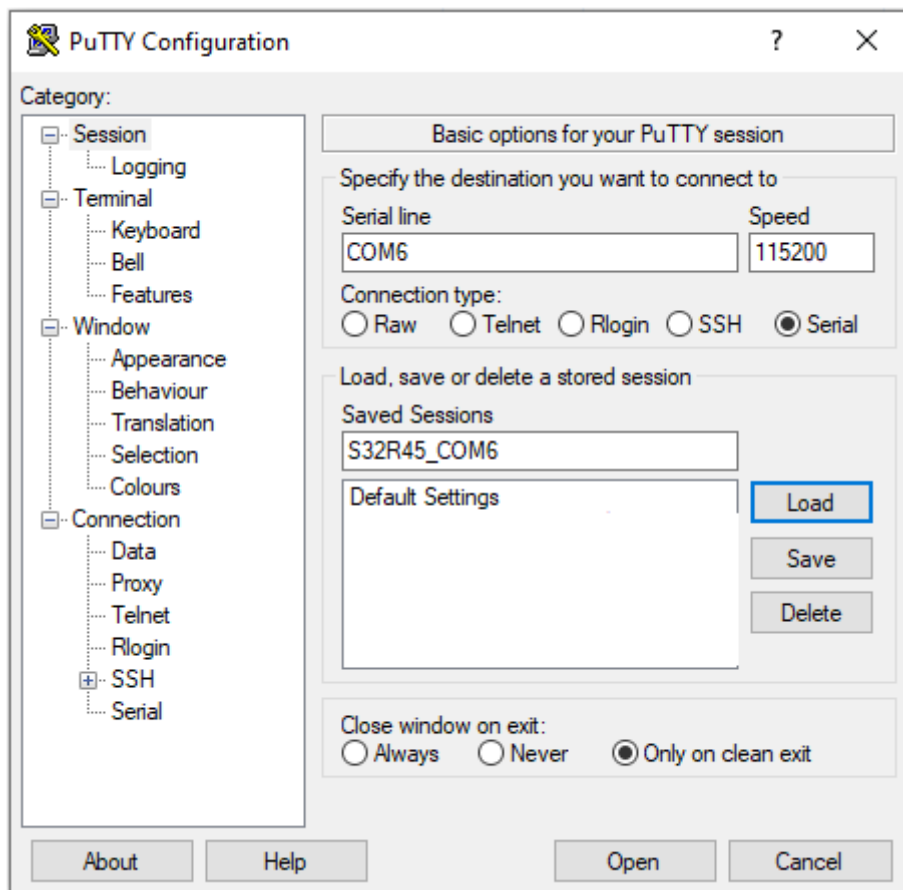 PuTTY Configuration
?
Category:
Session
Logging
Terminal
Keyboard
Bell
Features
Window
Appearance
Behaviour
Translation
Selection
Colours
Connection
Data
Proxy
Telnet
Rlogin
SSH
Serial
Basic options for your PuTTY session
Specify the destination you want to connect to
Serial line Speed
COM6 115200
Connection type:
Raw Telnet Rlogin SSH Serial
Load, save or delete a stored session
Saved Sessions
S32R45_COM6
Default Settings
Load
Save
Delete
Close window on exit:
Always Never Only on clean exit
About Help Open Cancel